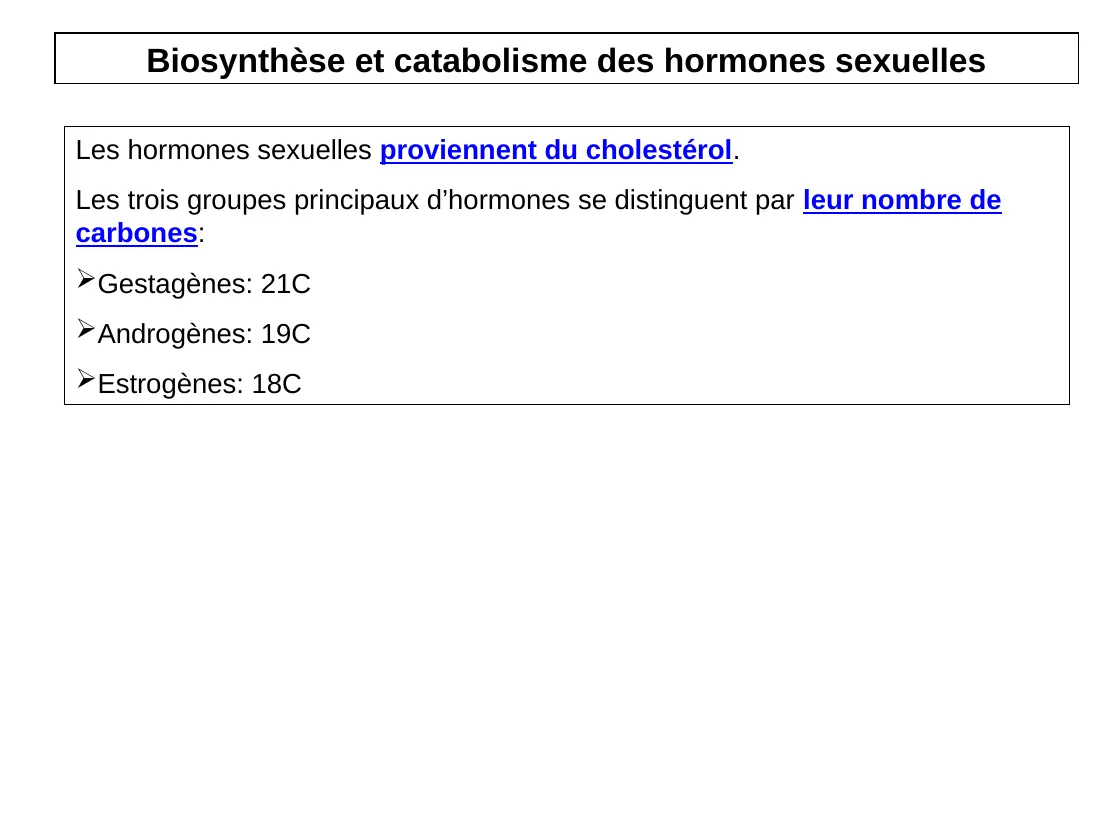 Biosynthèse et catabolisme des hormones sexuelles
Les hormones sexuelles proviennent du cholestérol.
Les trois groupes principaux d’hormones se distinguent par leur nombre de
carbones:
➢Gestagènes: 21C
➢Androgènes: 19C
➢Estrogènes: 18C